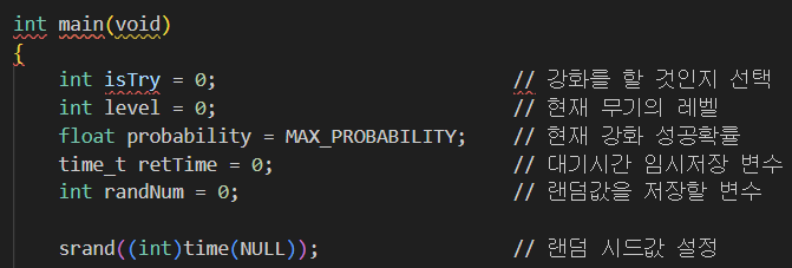 int main(void)
{
int isTry = 0; // 강화를 할 것인지 선택
int level = 0; // 현재 무기의 레벨
float probability = MAX_PROBABILITY; // 현재 강화 성공확률
time_t retTime = 0; // 대기시간 임시저장 변수
int randNum = 0; // 랜덤값을 저장할 변수
srand((int)time(NULL)); // 랜덤 시드값 설정